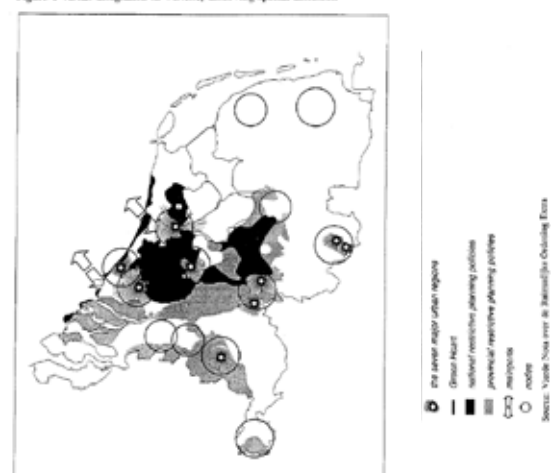 the seven major urban regions
Green Heart
national restrictive planning policies
provincial restrictive planning policies
mainports
nodes
Source: Vierde Nota over de Ruimtelijke Ordening Extra